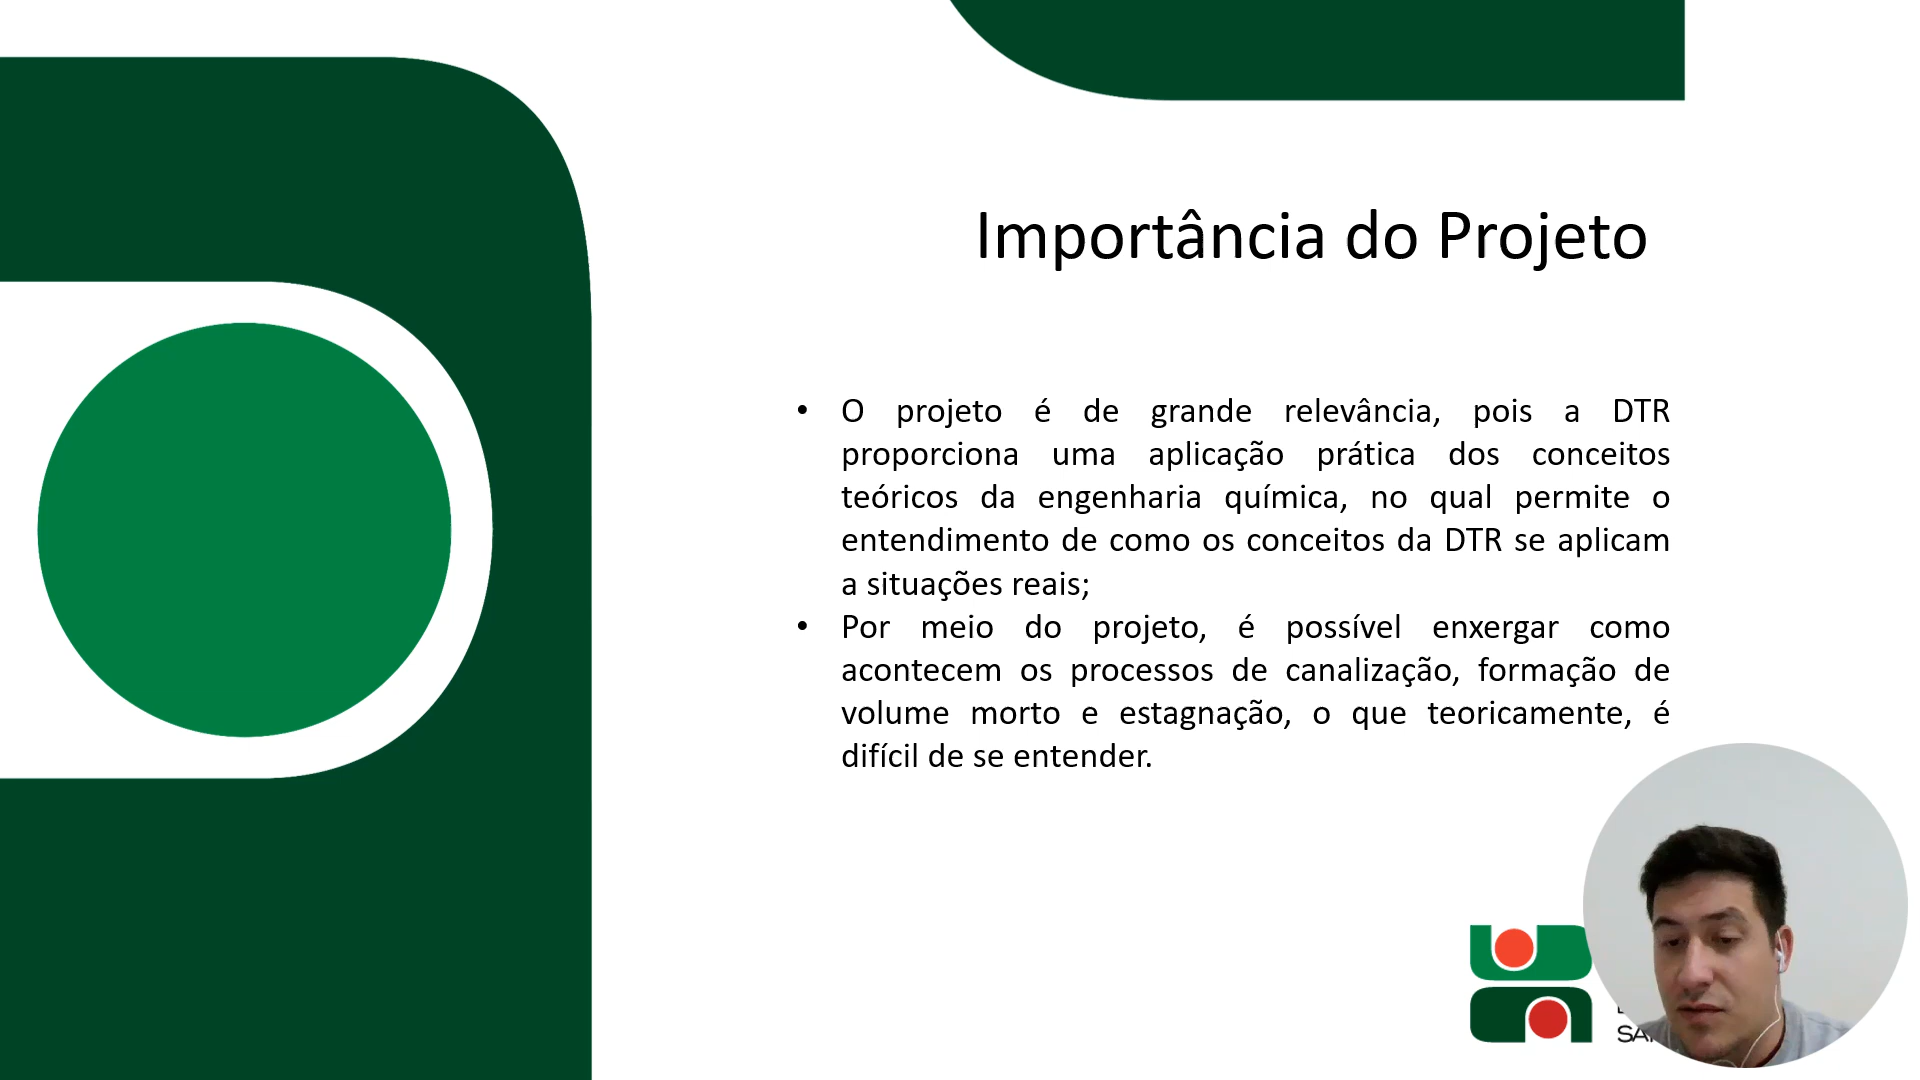 Importância do Projeto
• O projeto é de grande relevância, pois a DTR
proporciona uma aplicação prática dos conceitos
teóricos da engenharia química, no qual permite o
entendimento de como os conceitos da DTR se aplicam
a situações reais;
• Por meio do projeto, é possível enxergar como
acontecem os processos de canalização, formação de
volume morto e estagnação, o que teoricamente, é
difícil de se entender.